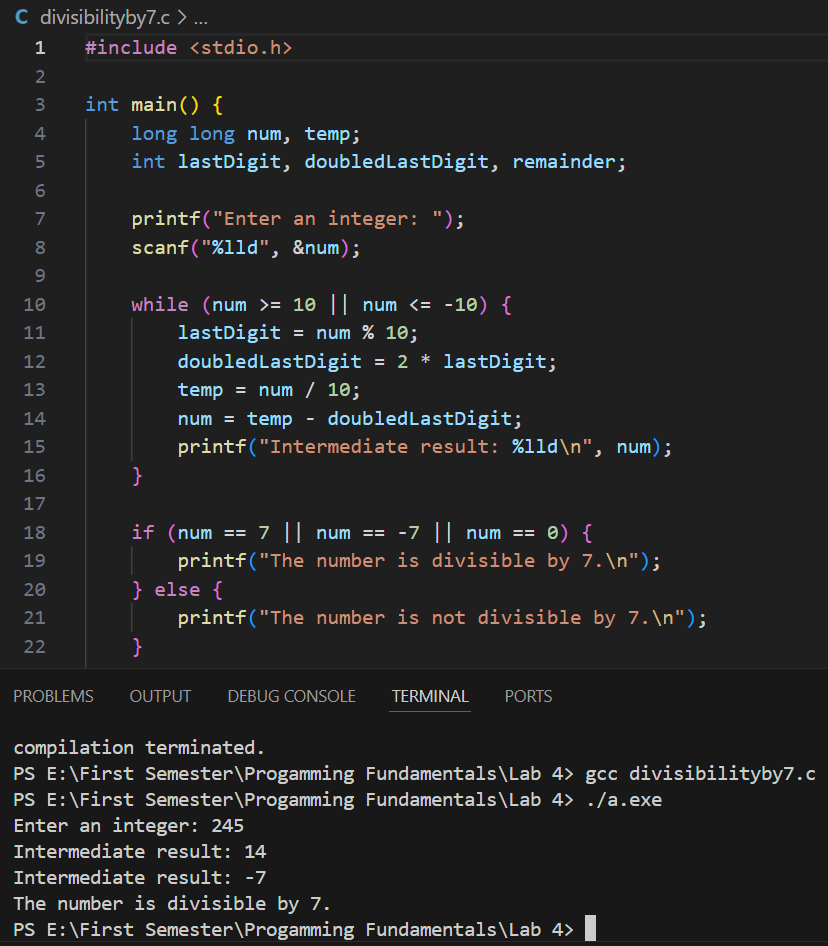 C divisibilityby7.c > ...
1 #include <stdio.h>
2
3 int main() {
4     long long num, temp;
5     int lastDigit, doubledLastDigit, remainder;
6
7     printf("Enter an integer: ");
8     scanf("%lld", &num);
9
10     while (num >= 10 || num <= -10) {
11         lastDigit = num % 10;
12         doubledLastDigit = 2 * lastDigit;
13         temp = num / 10;
14         num = temp - doubledLastDigit;
15         printf("Intermediate result: %lld\n", num);
16     }
17
18     if (num == 7 || num == -7 || num == 0) {
19         printf("The number is divisible by 7.\n");
20     } else {
21         printf("The number is not divisible by 7.\n");
22     }
PROBLEMS OUTPUT DEBUG CONSOLE TERMINAL PORTS
compilation terminated.
PS E:\First Semester\Progamming Fundamentals\Lab 4> gcc divisibilityby7.c
PS E:\First Semester\Progamming Fundamentals\Lab 4> ./a.exe
Enter an integer: 245
Intermediate result: 14
Intermediate result: -7
The number is divisible by 7.
PS E:\First Semester\Progamming Fundamentals\Lab 4>